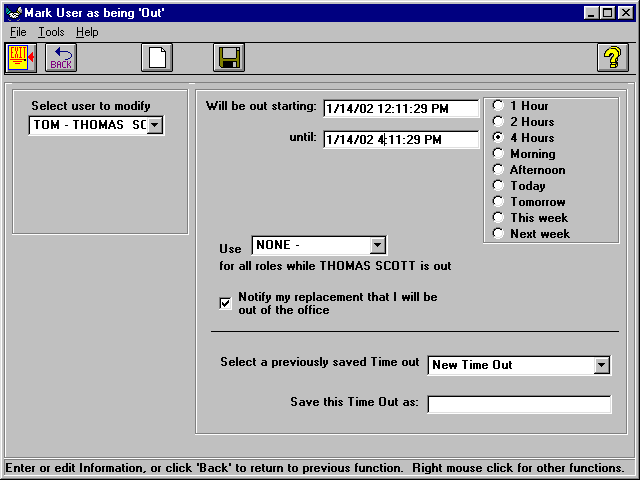 Mark User as being 'Out'
File Tools Help
EXIT
BACK
?
Select user to modify
TOM - THOMAS SC
Will be out starting: 1/14/02 12:11:29 PM
until: 1/14/02 4:11:29 PM
1 Hour
2 Hours
4 Hours
Morning
Afternoon
Today
Tomorrow
This week
Next week
Use NONE -
for all roles while THOMAS SCOTT is out
Notify my replacement that I will be
out of the office
Select a previously saved Time out New Time Out
Save this Time Out as:
Enter or edit Information, or click 'Back' to return to previous function. Right mouse click for other functions.